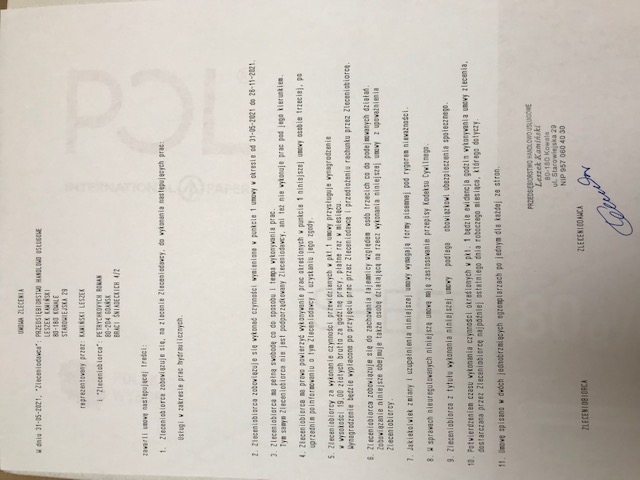 UMOWA ZLECENIA
W dniu 31-05-2021, "Zleceniodawca": PRZEDSIĘBIORSTWO HANDLOWO USŁUGOWE
LESZEK KAMIŃSKI
80-180 KOWALE
STAROWIEJSKA 29
reprezentowany przez: KAMIŃSKI LESZEK
i "Zleceniobiorca": PETRYCHKOVYCH ROMAN
80-204 GDAŃSK
BRACI ŚNIADECKICH 4/2
zawarli umowę następującej treści:
1. Zleceniobiorca zobowiązuje się, na zlecenie Zleceniodawcy, do wykonania następujących prac:
Usługi w zakresie prac hydraulicznych.
2. Zleceniobiorca zobowiązuje się wykonać czynności wymienione w punkcie 1 umowy w okresie od 31-05-2021 do 26-11-2021.
3. Zleceniobiorca ma pełną swobodę co do sposobu i tempa wykonywania prac.
Tym samym Zleceniobiorca nie jest podporządkowany Zleceniodawcy, ani też nie wykonuje prac pod jego kierunkiem.
4. Zleceniobiorca ma prawo powierzyć wykonywanie prac określonych w punkcie 1 niniejszej umowy osobie trzeciej, po
uprzednim poinformowaniu o tym Zleceniodawcy i uzyskaniu jego zgody.
5. Zleceniobiorcy za wykonanie czynności przewidzianych w pkt.1 umowy przysługuje wynagrodzenie
w wysokości 19,00 złotych brutto za godzinę pracy, płatne raz w miesiącu.
Wynagrodzenie będzie wypłacone po przyjęciu prac przez Zleceniodawcę i przedłożeniu rachunku przez Zleceniobiorcę.
6. Zleceniobiorca zobowiązuje się do zachowania tajemnicy względem osób trzecich co do podejmowanych działań.
Zobowiązanie niniejsze obejmuje także osobę działającą na rzecz wykonania niniejszej umowy z upoważnienia
Zleceniobiorcy.
7. Jakiekolwiek zmiany i uzupełnienia niniejszej umowy wymagają formy pisemnej pod rygorem nieważności.
8. W sprawach nieuregulowanych niniejszą umową mają zastosowanie przepisy Kodeksu Cywilnego.
9. Zleceniobiorca z tytułu wykonania niniejszej umowy podlega obowiązkowi ubezpieczenia społecznego.
10. Potwierdzeniem czasu wykonania czynności określonych w pkt. 1 będzie ewidencja godzin wykonywania umowy zlecenia,
dostarczana przez Zleceniobiorcę najpóźniej ostatniego dnia roboczego miesiąca, którego dotyczy.
11. Umowę spisano w dwóch jednobrzmiących egzemplarzach po jednym dla każdej ze stron.
PRZEDSIĘBIORSTWO HANDLOWO USŁUGOWE
Leszek Kamiński
80-180 Kowale
ul. Starowiejska 29
NIP 957 060 40 30
ZLECENIOBIORCA
ZLECENIODAWCA